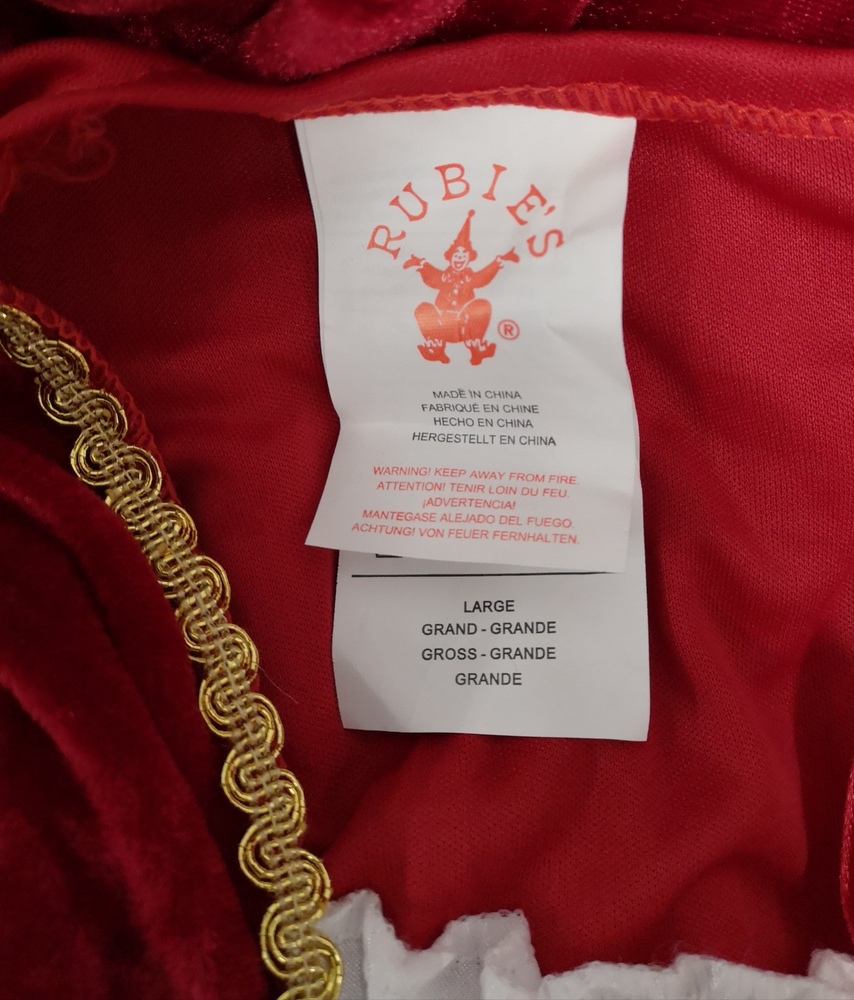 RUBIE'S
®
MADE IN CHINA
FABRIQUÉ EN CHINE
HECHO EN CHINA
HERGESTELLT EN CHINA
WARNING! KEEP AWAY FROM FIRE.
ATTENTION! TENIR LOIN DU FEU.
¡ADVERTENCIA!
MANTEGASE ALEJADO DEL FUEGO.
ACHTUNG! VON FEUER FERNHALTEN.
LARGE
GRAND - GRANDE
GROSS - GRANDE
GRANDE